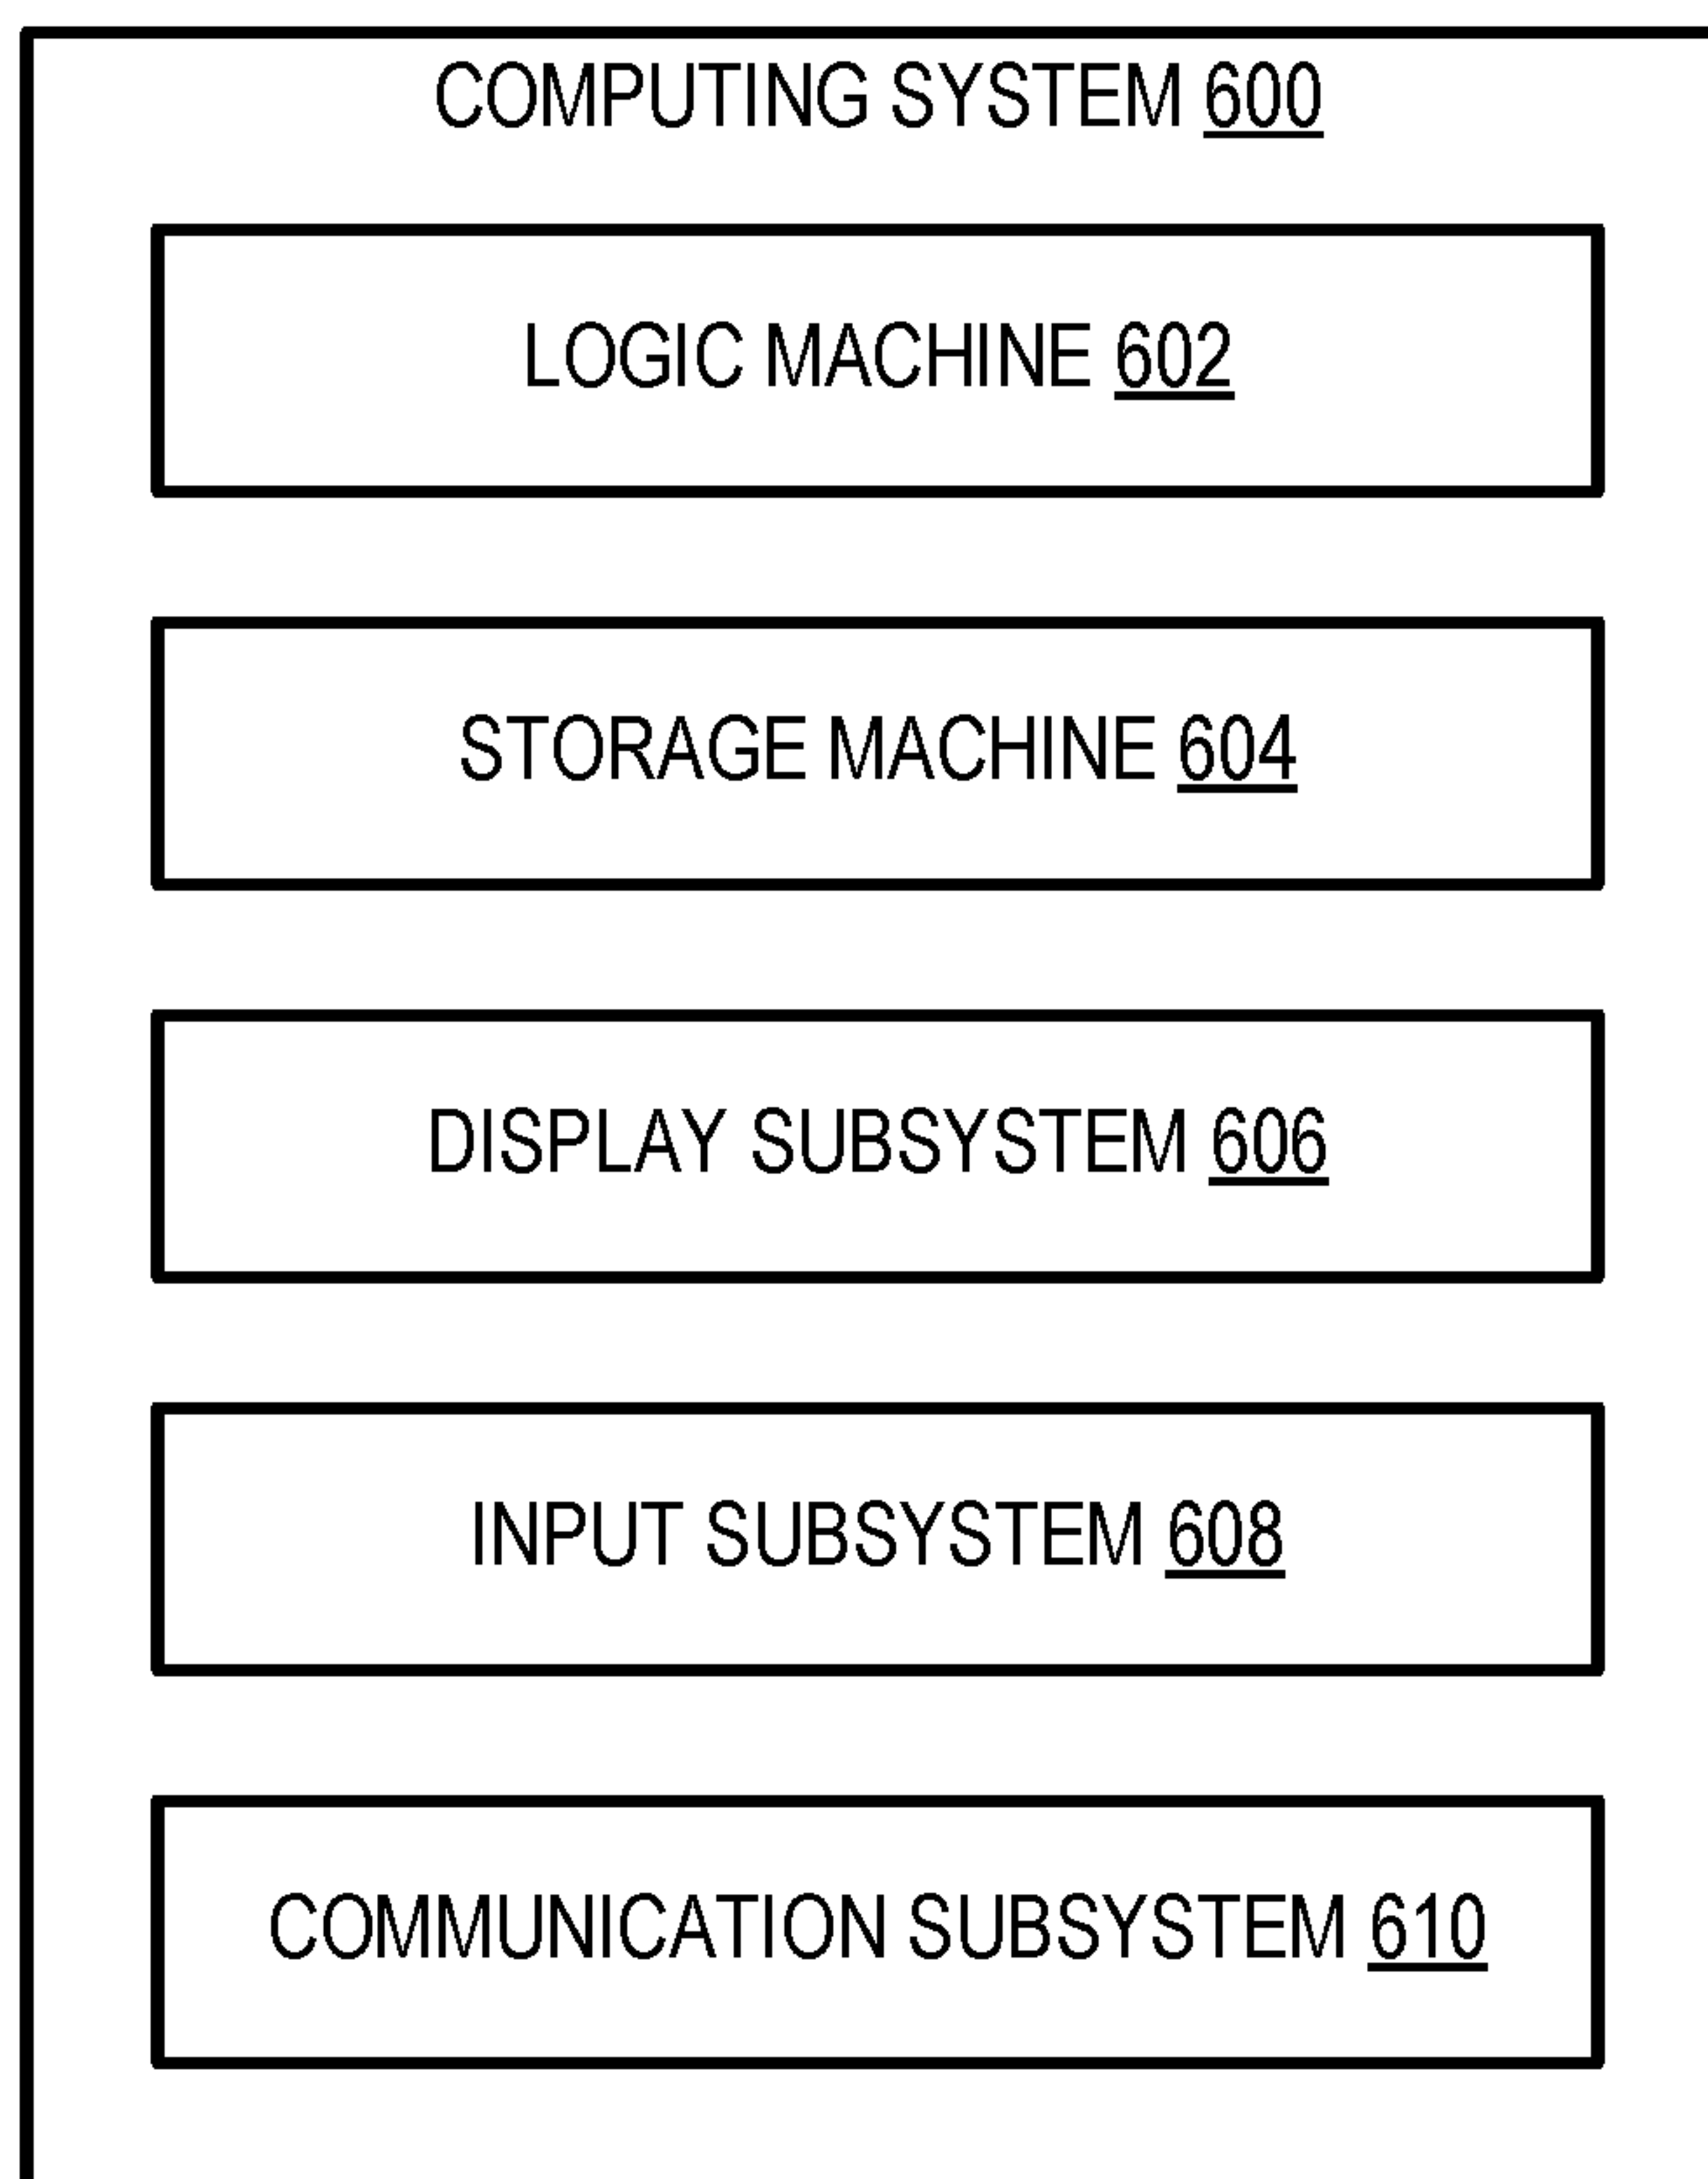 COMPUTING SYSTEM 600
LOGIC MACHINE 602
STORAGE MACHINE 604
DISPLAY SUBSYSTEM 606
INPUT SUBSYSTEM 608
COMMUNICATION SUBSYSTEM 610